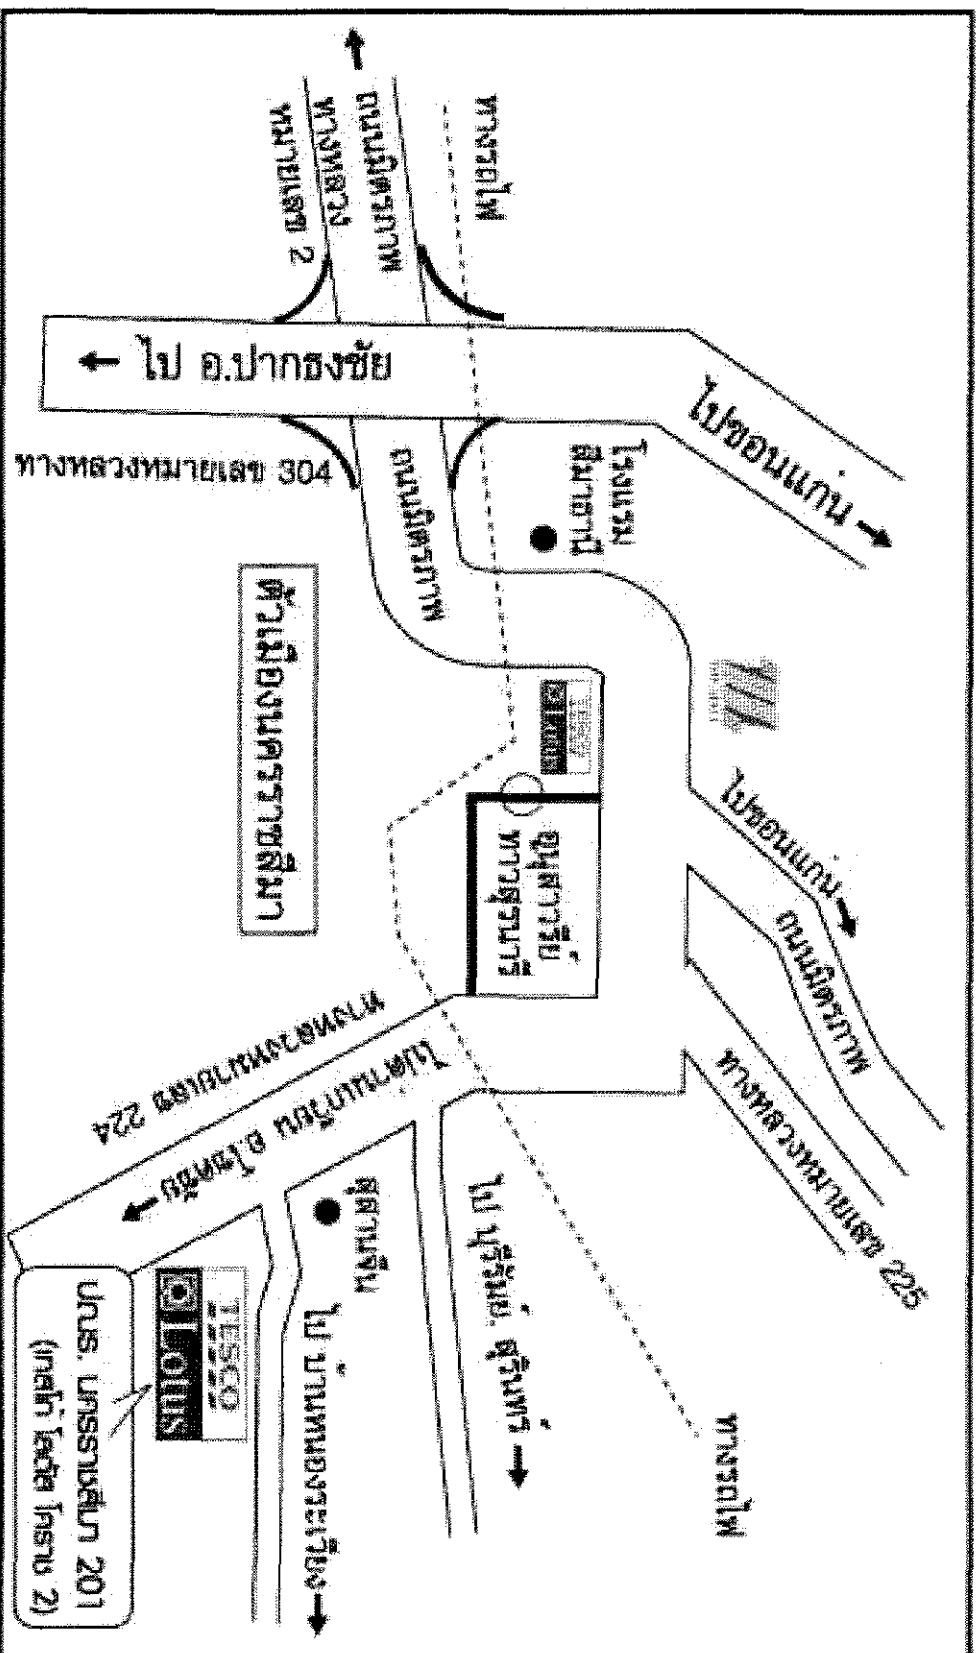 ทางรถไฟ
ถนนมิตรภาพ
ทางหลวง
หมายเลข 2
ไป อ.ปากธงชัย
ทางหลวงหมายเลข 304
ไปขอนแก่น
โรงแรม
สีมาธานี
ถนนมิตรภาพ
ตัวเมืองนครราชสีมา
อนุสาวรีย์
ท้าวสุรนารี
ไปขอนแก่น
ถนนมิตรภาพ
ทางหลวงหมายเลข 225
ทางหลวงหมายเลข 224
ไปด่านเกวียน อ.โชคชัย
ไป บุรีรัมย์. สุรินทร์
สุสานจีน
ไป บ้านหนองระเวียง
ทางรถไฟ
TESCO
Lotus
ปณร. นครราชสีมา 201
(เทสโก้ โลตัส โคราช 2)